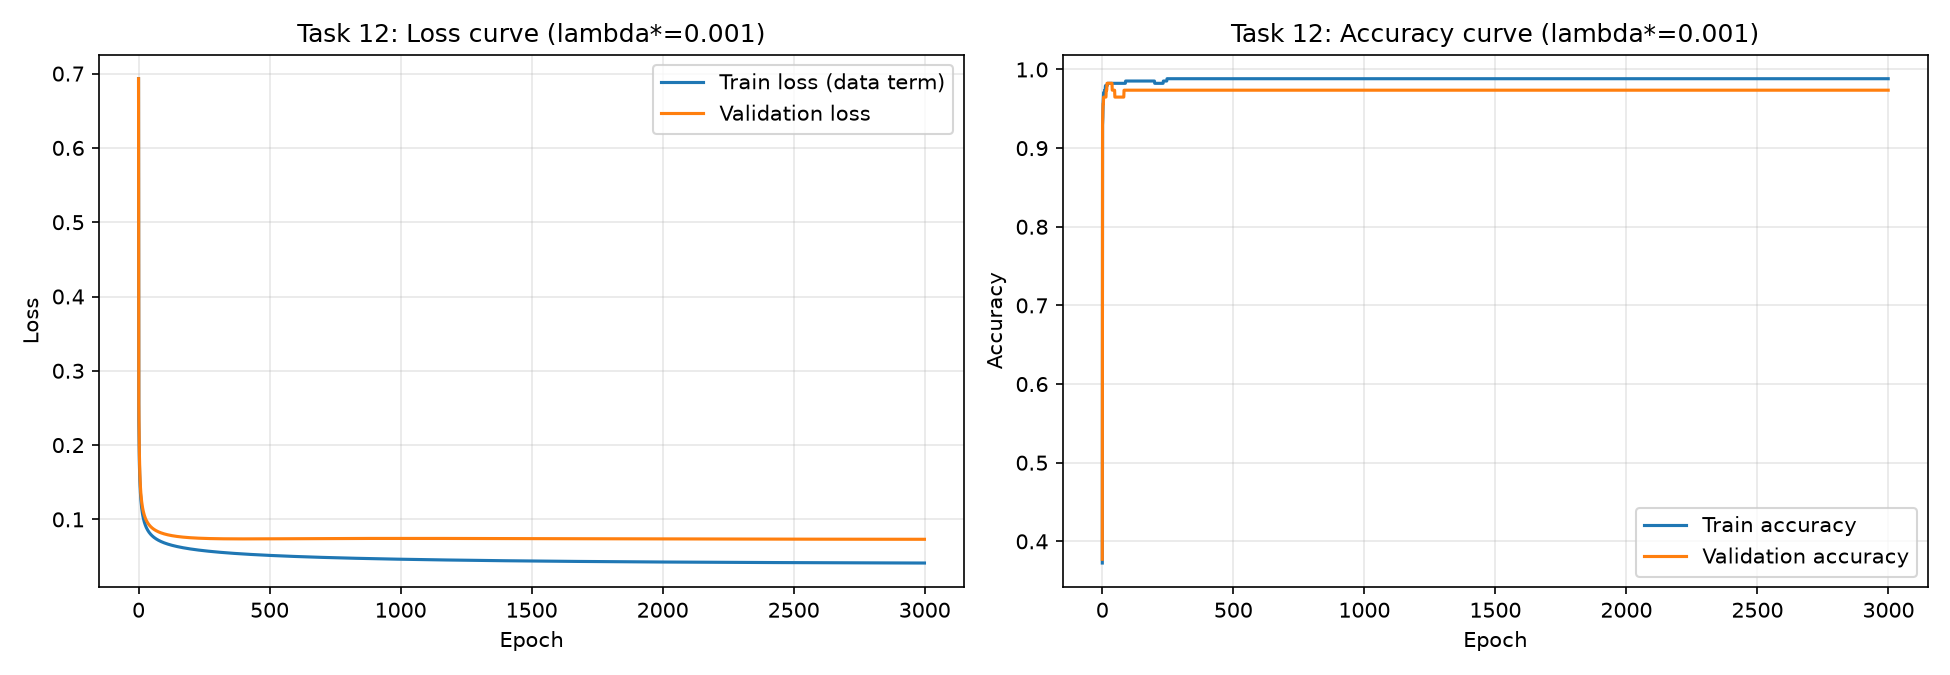 Task 12: Loss curve (lambda*=0.001)
0.7
0.6
0.5
0.4
0.3
0.2
0.1
Loss
Train loss (data term)
Validation loss
0 500 1000 1500 2000 2500 3000
Epoch
Task 12: Accuracy curve (lambda*=0.001)
1.0
0.9
0.8
0.7
0.6
0.5
0.4
Accuracy
Train accuracy
Validation accuracy
0 500 1000 1500 2000 2500 3000
Epoch